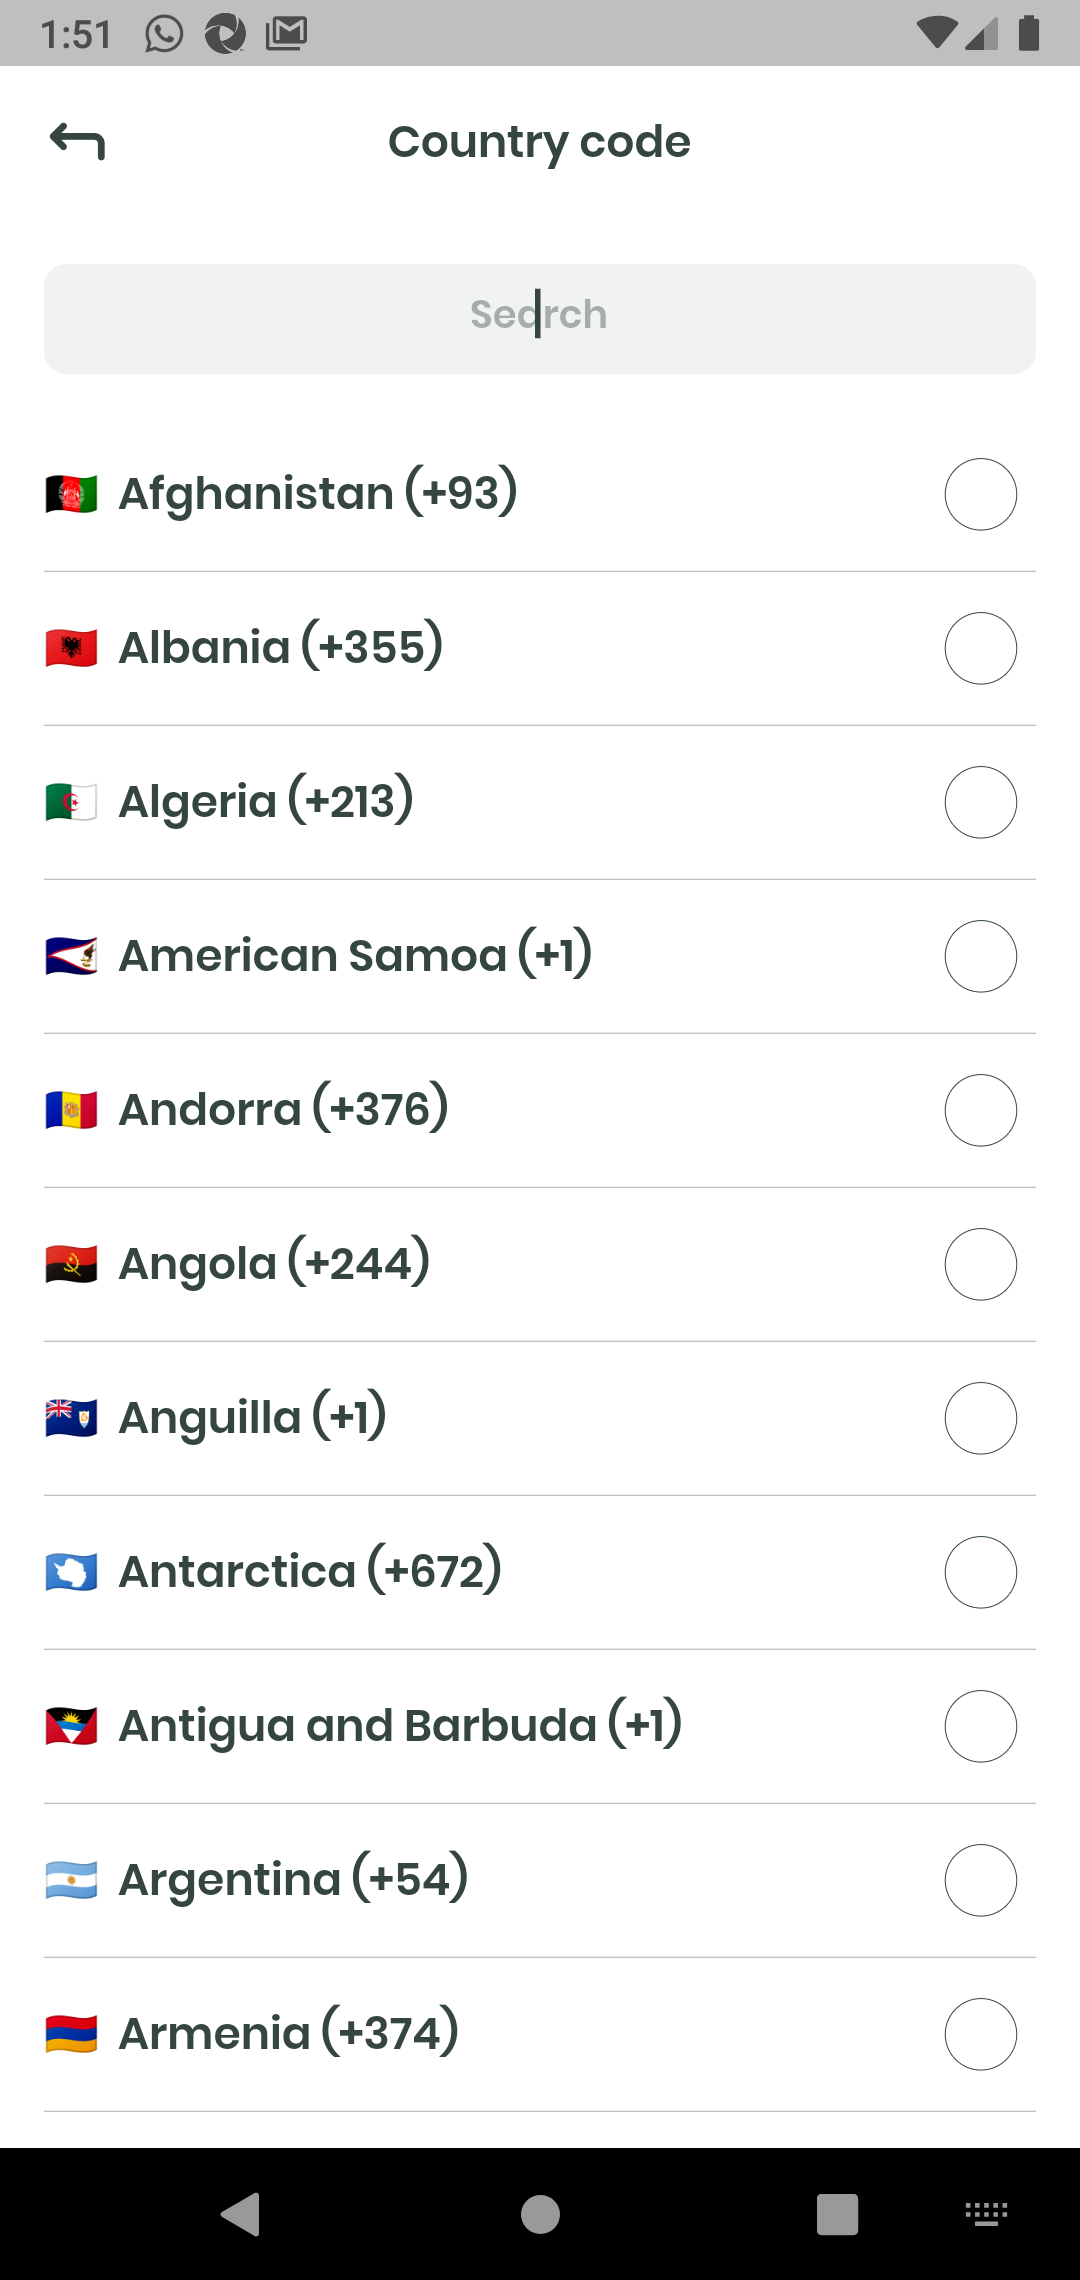 1:51
Country code
Search
Afghanistan (+93)
Albania (+355)
Algeria (+213)
American Samoa (+1)
Andorra (+376)
Angola (+244)
Anguilla (+1)
Antarctica (+672)
Antigua and Barbuda (+1)
Argentina (+54)
Armenia (+374)